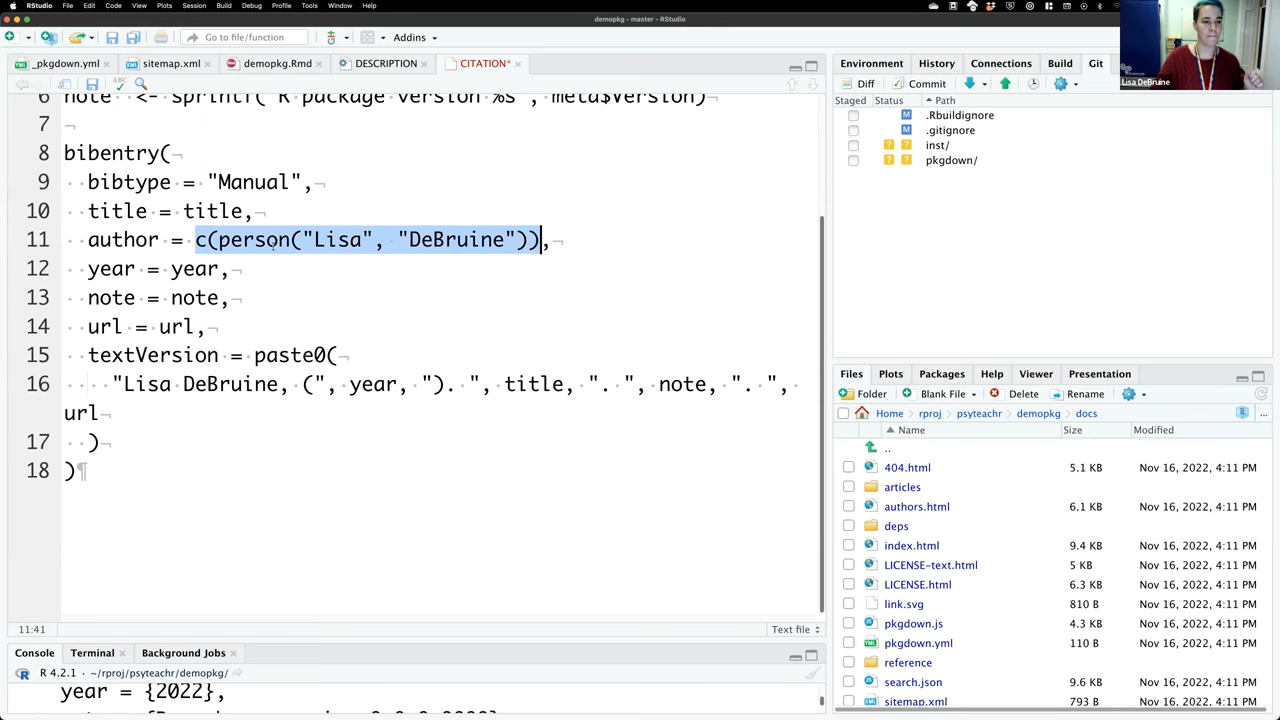 RStudio File Edit Code View Plots Session Build Debug Profile Tools Window Help
demopkg - master - RStudio
Go to file/function Addins
_pkgdown.yml sitemap.xml demopkg.Rmd DESCRIPTION CITATION*
6 note <- sprintf("R package version %s", meta$Version)
7
8 bibentry(
9 bibtype = "Manual",
10 title = title,
11 author = c(person("Lisa", "DeBruine")),
12 year = year,
13 note = note,
14 url = url,
15 textVersion = paste0(
16 "Lisa DeBruine, (", year, "). ", title, ". ", note, ". ",
url
17 )
18 )
11:41 Text file
Console Terminal Background Jobs
R 4.2.1 · ~/rproj/psyteachr/demopkg/
year = {2022},
Environment History Connections Build Git
Diff Commit
Staged Status Path
M .Rbuildignore
M .gitignore
? ? inst/
? ? pkgdown/
Files Plots Packages Help Viewer Presentation
Folder Blank File Delete Rename
Home rproj psyteachr demopkg docs ...
Name Size Modified
..
404.html 5.1 KB Nov 16, 2022, 4:11 PM
articles
authors.html 6.1 KB Nov 16, 2022, 4:11 PM
deps
index.html 9.4 KB Nov 16, 2022, 4:11 PM
LICENSE-text.html 5 KB Nov 16, 2022, 4:11 PM
LICENSE.html 6.3 KB Nov 16, 2022, 4:11 PM
link.svg 810 B Nov 16, 2022, 4:11 PM
pkgdown.js 4.3 KB Nov 16, 2022, 4:11 PM
pkgdown.yml 110 B Nov 16, 2022, 4:11 PM
reference
search.json 9.6 KB Nov 16, 2022, 4:11 PM
sitemap.xml 793 B Nov 16, 2022, 4:11 PM
Lisa DeBruine